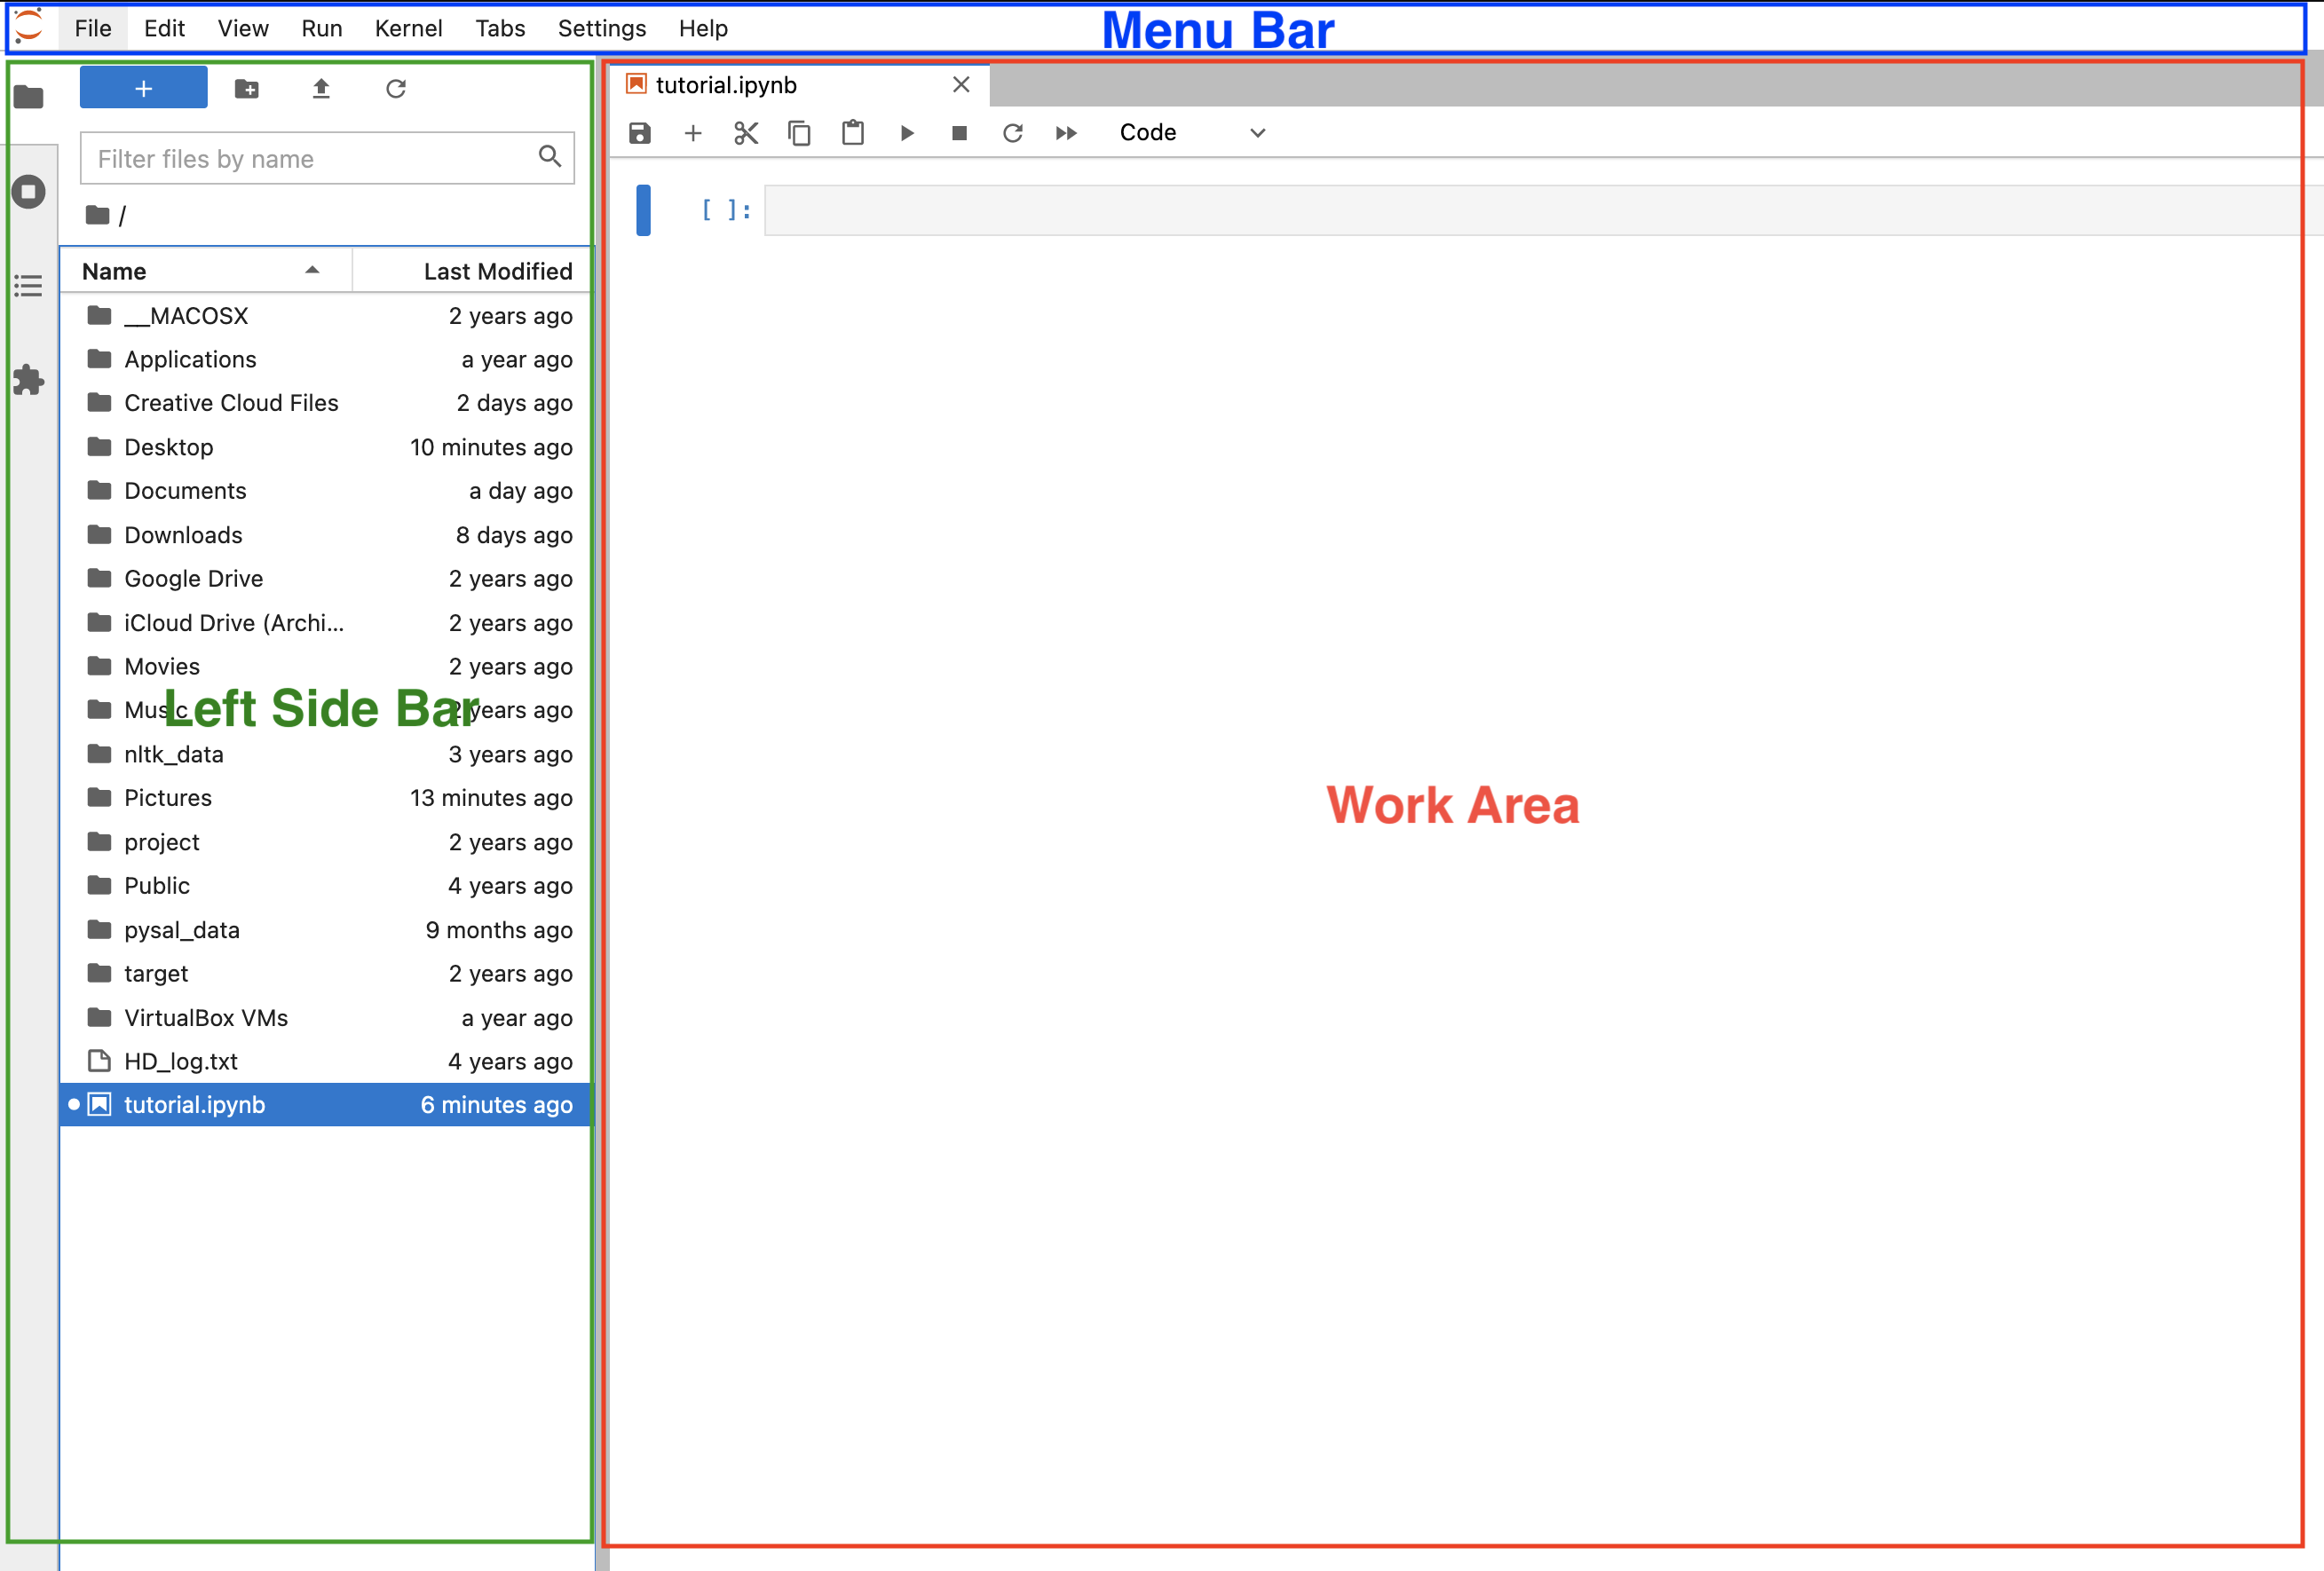 File Edit View Run Kernel Tabs Settings Help Menu Bar
tutorial.ipynb
Code
Filter files by name
/
[ ]:
Name Last Modified
__MACOSX 2 years ago
Applications a year ago
Creative Cloud Files 2 days ago
Desktop 10 minutes ago
Documents a day ago
Downloads 8 days ago
Google Drive 2 years ago
iCloud Drive (Archi... 2 years ago
Movies 2 years ago
Music 2 years ago
Left Side Bar
nltk_data 3 years ago
Pictures 13 minutes ago
Work Area
project 2 years ago
Public 4 years ago
pysal_data 9 months ago
target 2 years ago
VirtualBox VMs a year ago
HD_log.txt 4 years ago
tutorial.ipynb 6 minutes ago